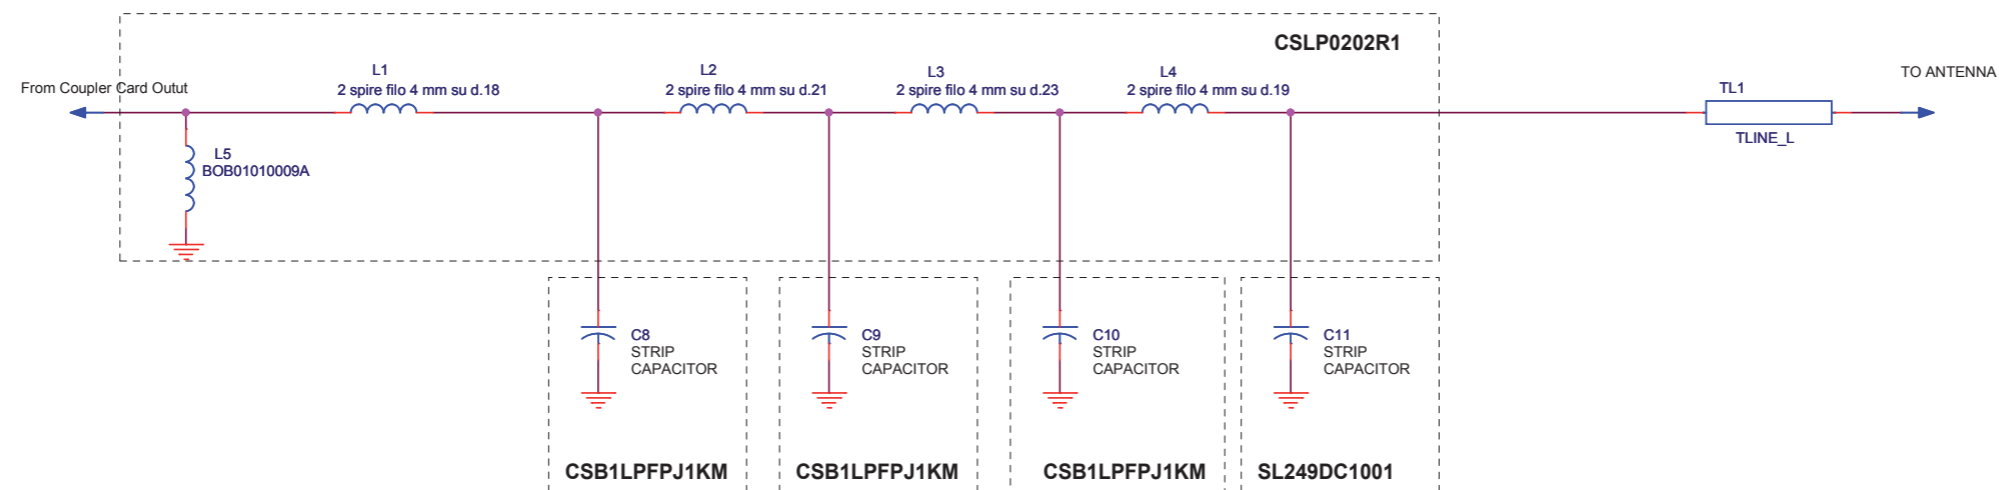 CSLP0202R1
From Coupler Card Outut
L1
2 spire filo 4 mm su d.18
L2
2 spire filo 4 mm su d.21
L3
2 spire filo 4 mm su d.23
L4
2 spire filo 4 mm su d.19
TL1
TLINE_L
TO ANTENNA
L5
BOB01010009A
C8
STRIP
CAPACITOR
C9
STRIP
CAPACITOR
C10
STRIP
CAPACITOR
C11
STRIP
CAPACITOR
CSB1LPFPJ1KM
CSB1LPFPJ1KM
CSB1LPFPJ1KM
SL249DC1001